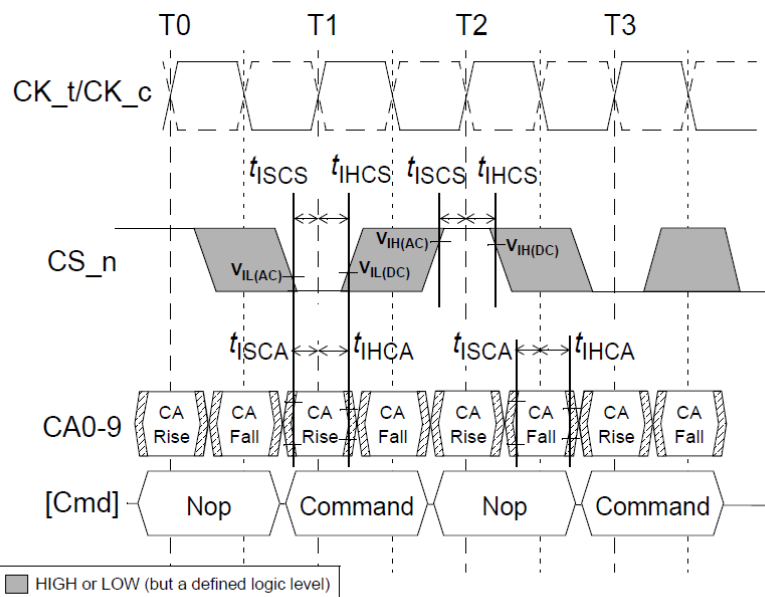 T0 T1 T2 T3
CK_t/CK_c
tISCS tIHCS tISCS tIHCS
CS_n
VIL(AC) VIL(DC) VIH(AC) VIH(DC)
tISCA tIHCA tISCA tIHCA
CA0-9
CA Rise CA Fall CA Rise CA Fall CA Rise CA Fall CA Rise CA Fall
[Cmd] Nop Command Nop Command
HIGH or LOW (but a defined logic level)